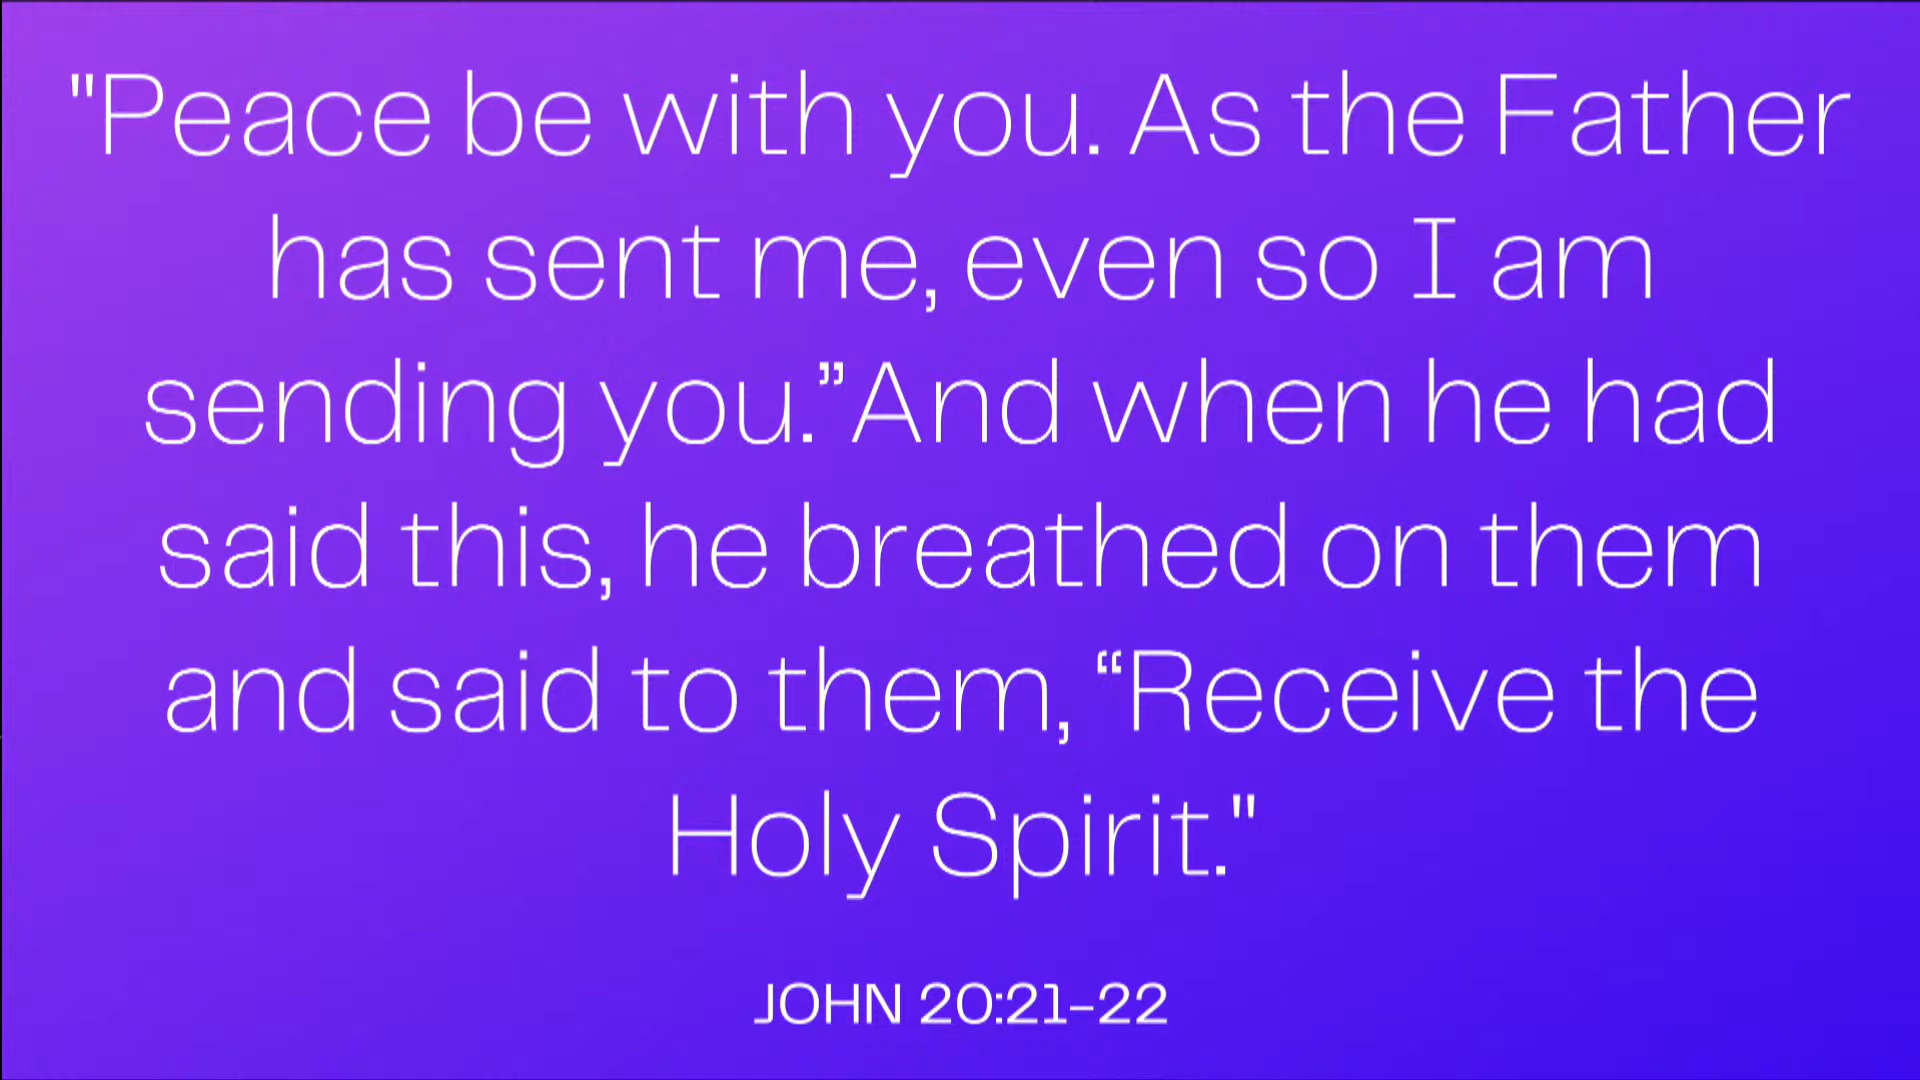 "Peace be with you. As the Father
has sent me, even so I am
sending you.”And when he had
said this, he breathed on them
and said to them, “Receive the
Holy Spirit."
JOHN 20:21–22